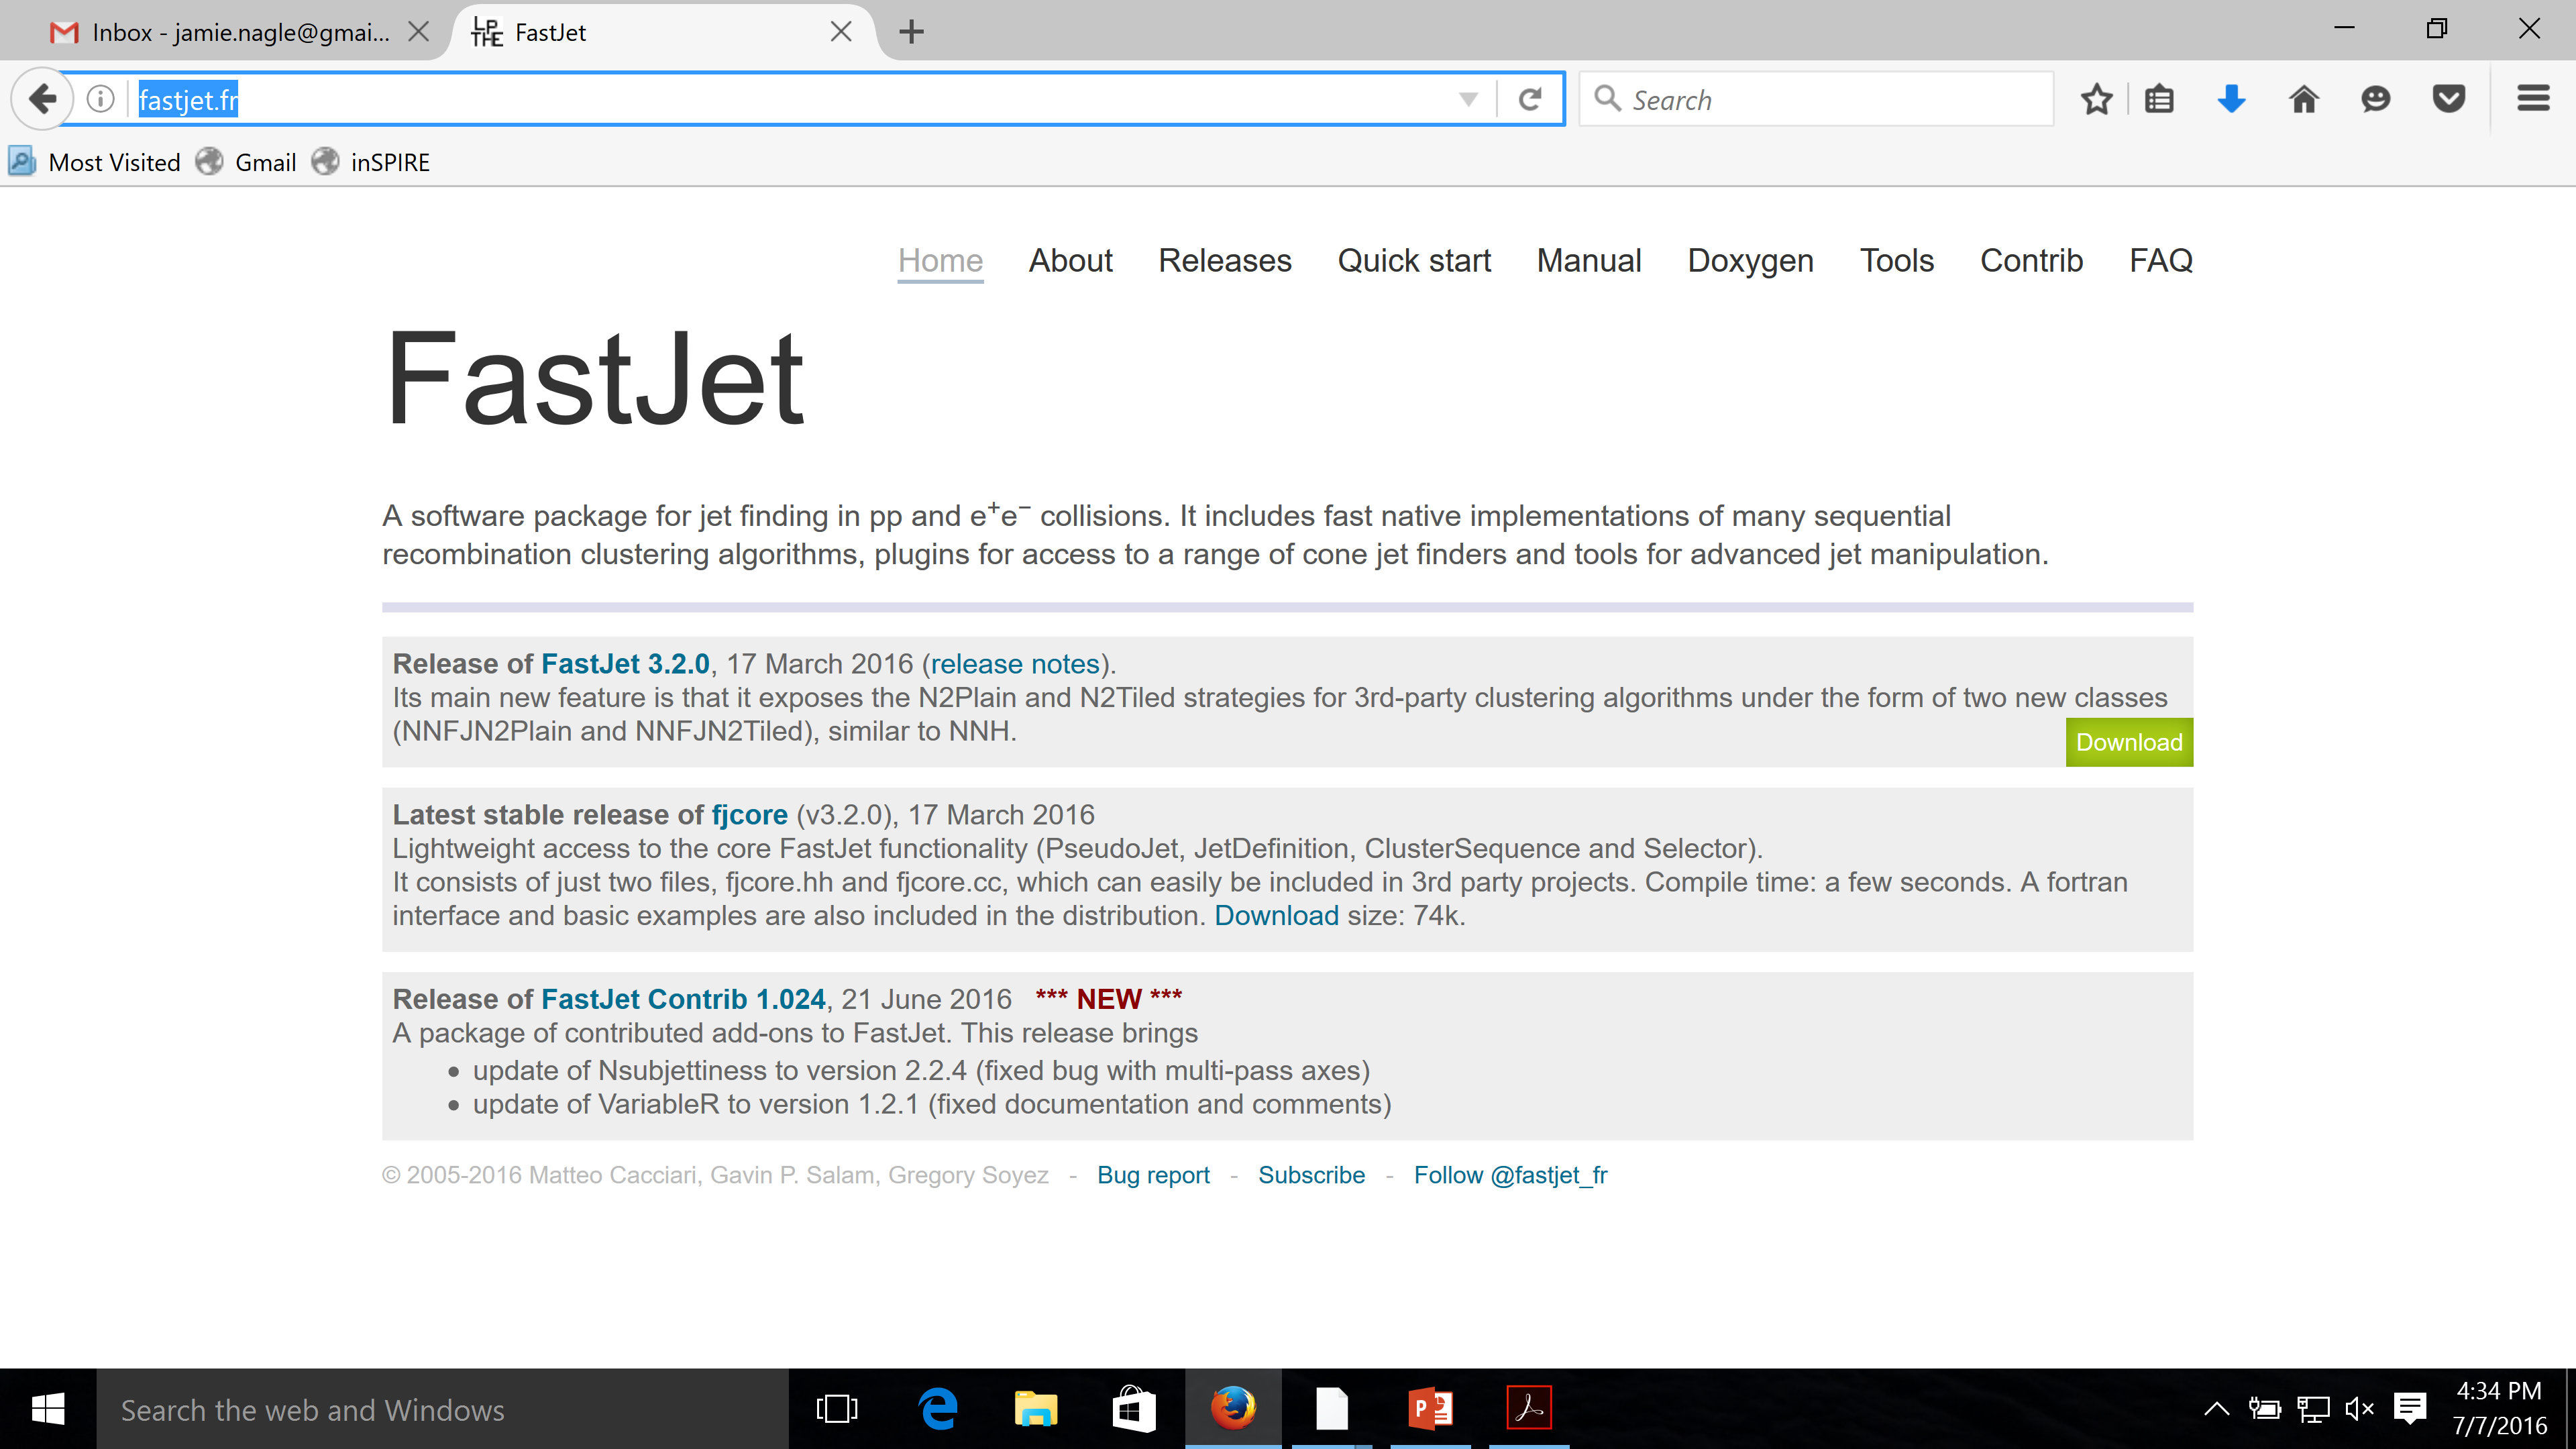 Inbox - jamie.nagle@gmai...
LPTHE
FastJet
fastjet.fr
Search
Most Visited
Gmail
inSPIRE
Home About Releases Quick start Manual Doxygen Tools Contrib FAQ
FastJet
A software package for jet finding in pp and e⁺e⁻ collisions. It includes fast native implementations of many sequential
recombination clustering algorithms, plugins for access to a range of cone jet finders and tools for advanced jet manipulation.
Release of FastJet 3.2.0, 17 March 2016 (release notes).
Its main new feature is that it exposes the N2Plain and N2Tiled strategies for 3rd-party clustering algorithms under the form of two new classes
(NNFJN2Plain and NNFJN2Tiled), similar to NNH.
Download
Latest stable release of fjcore (v3.2.0), 17 March 2016
Lightweight access to the core FastJet functionality (PseudoJet, JetDefinition, ClusterSequence and Selector).
It consists of just two files, fjcore.hh and fjcore.cc, which can easily be included in 3rd party projects. Compile time: a few seconds. A fortran
interface and basic examples are also included in the distribution. Download size: 74k.
Release of FastJet Contrib 1.024, 21 June 2016 *** NEW ***
A package of contributed add-ons to FastJet. This release brings
• update of Nsubjettiness to version 2.2.4 (fixed bug with multi-pass axes)
• update of VariableR to version 1.2.1 (fixed documentation and comments)
© 2005-2016 Matteo Cacciari, Gavin P. Salam, Gregory Soyez - Bug report - Subscribe - Follow @fastjet_fr
Search the web and Windows
4:34 PM
7/7/2016